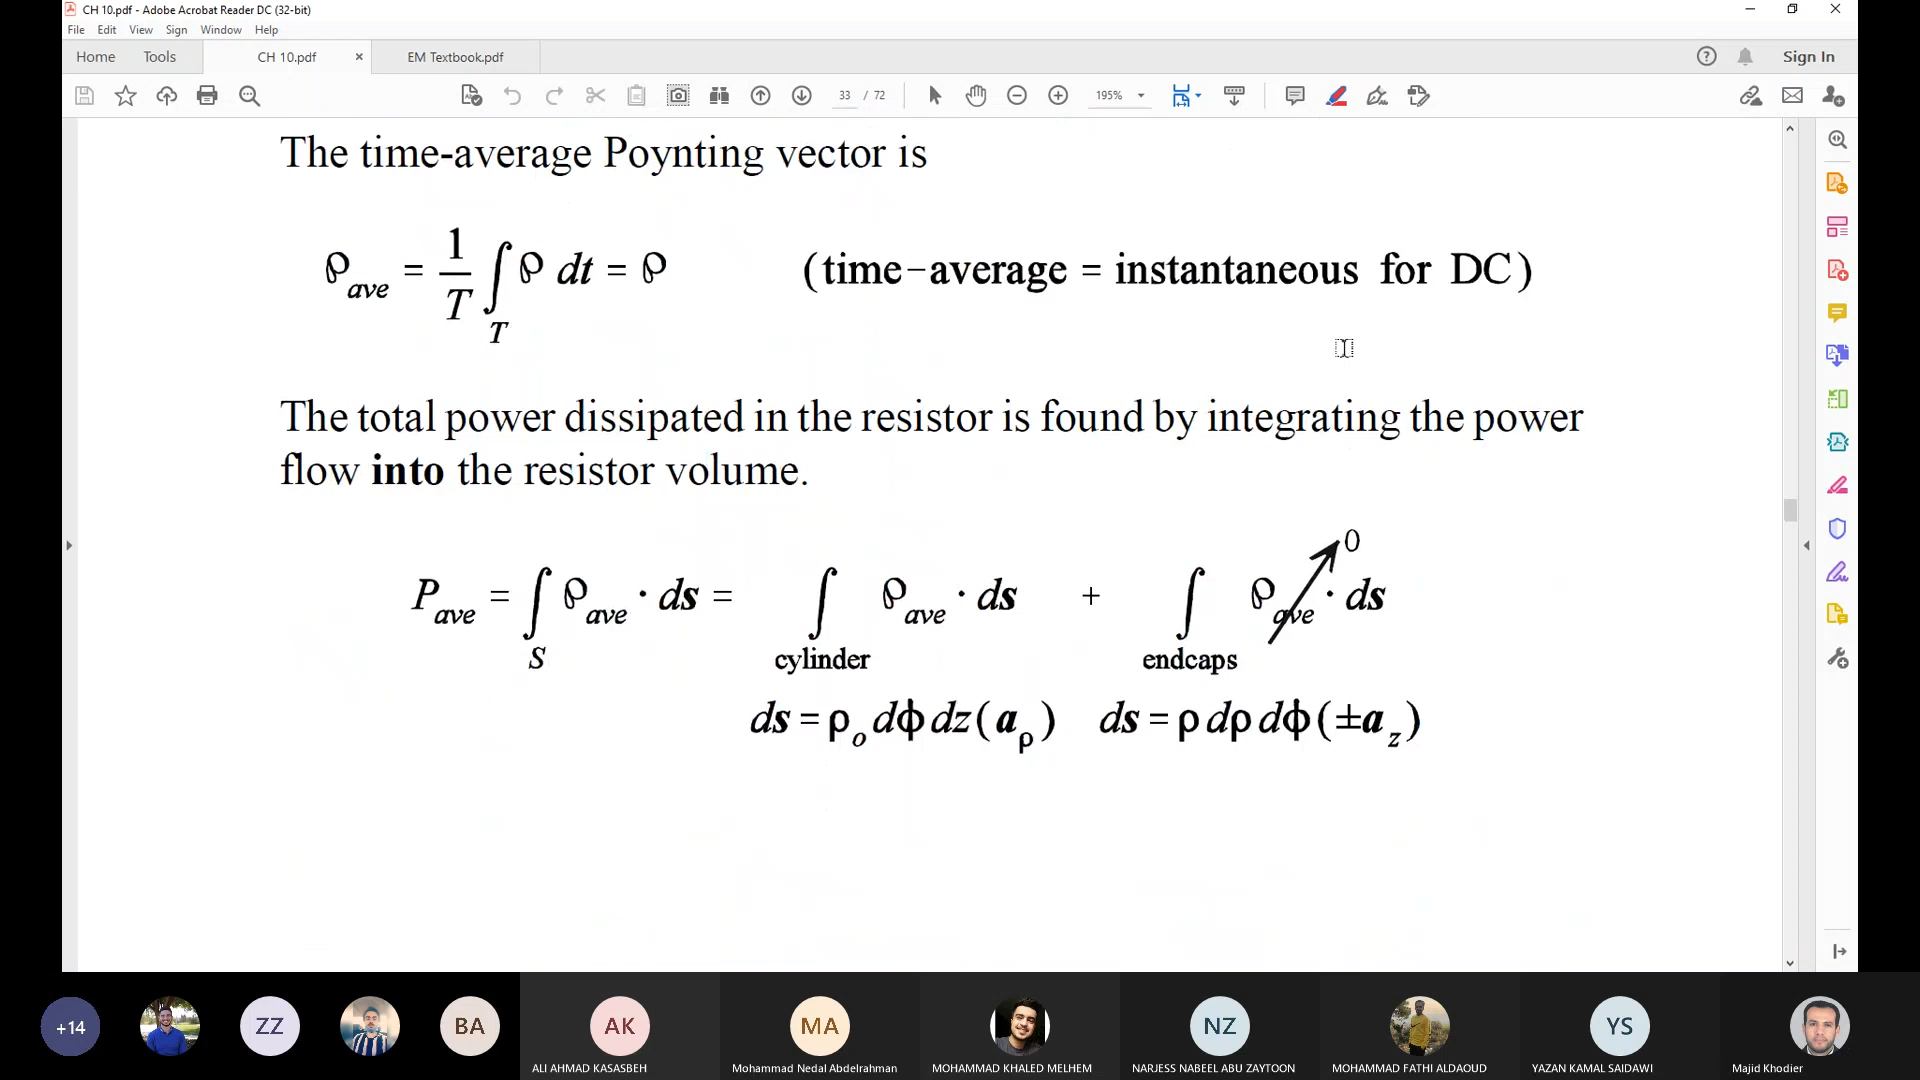 CH 10.pdf - Adobe Acrobat Reader DC (32-bit)
File Edit View Sign Window Help
Home Tools CH 10.pdf × EM Textbook.pdf Sign In
33 / 72 195%
The time-average Poynting vector is
℘ave = 1/T ∫T ℘ dt = ℘ (time-average = instantaneous for DC)
The total power dissipated in the resistor is found by integrating the power
flow into the resistor volume.
Pave = ∫S ℘ave · ds = ∫cylinder ℘ave · ds + ∫endcaps ℘ave · ds 0
ds = ρo dϕ dz(aρ) ds = ρ dρ dϕ(±az)
+14 ZZ BA AK MA NZ YS
ALI AHMAD KASASBEH Mohammad Nedal Abdelrahman MOHAMMAD KHALED MELHEM NARJESS NABEEL ABU ZAYTOON MOHAMMAD FATHI ALDAOUD YAZAN KAMAL SAIDAWI Majid Khodier